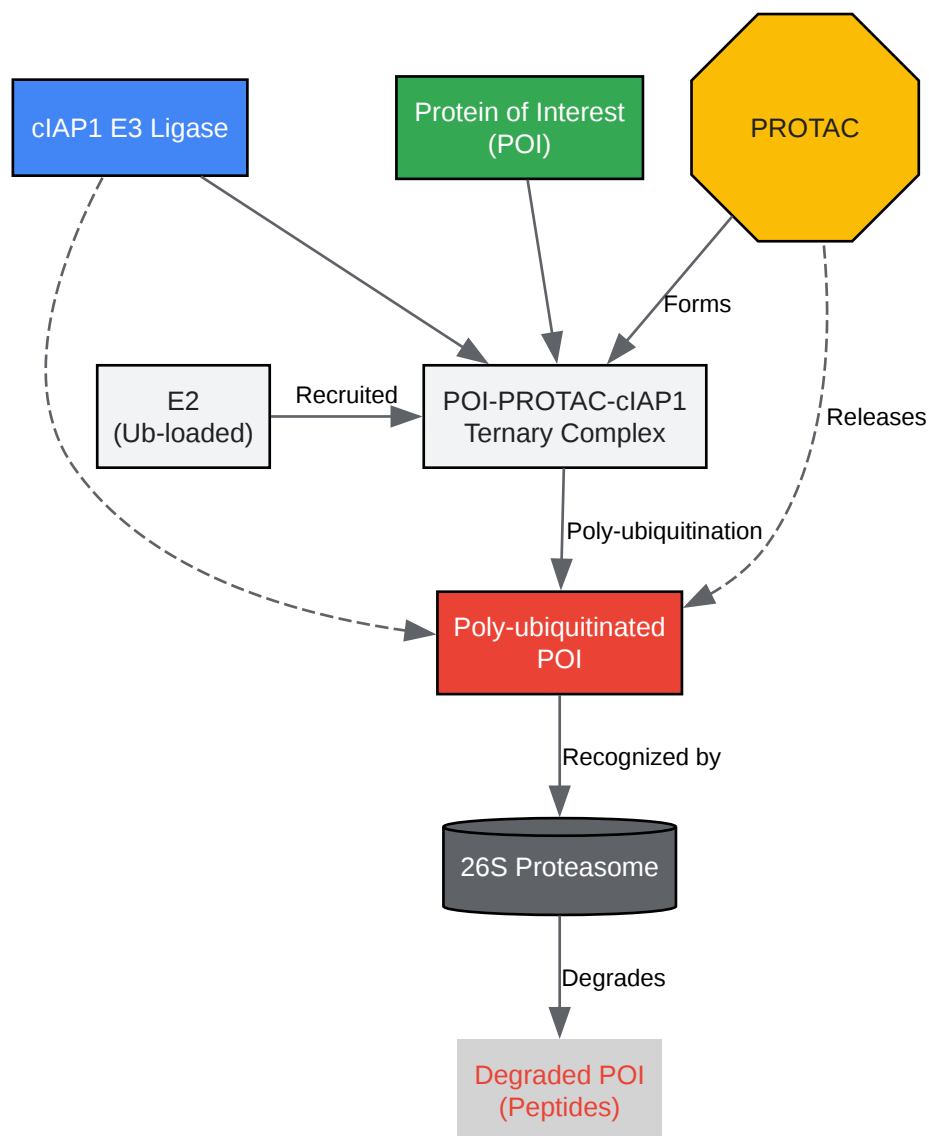 cIAP1 E3 Ligase
Protein of Interest
(POI)
PROTAC
Forms
E2
(Ub-loaded)
Recruited
POI-PROTAC-cIAP1
Ternary Complex
Releases
Poly-ubiquitination
Poly-ubiquitinated
POI
Recognized by
26S Proteasome
Degrades
Degraded POI
(Peptides)